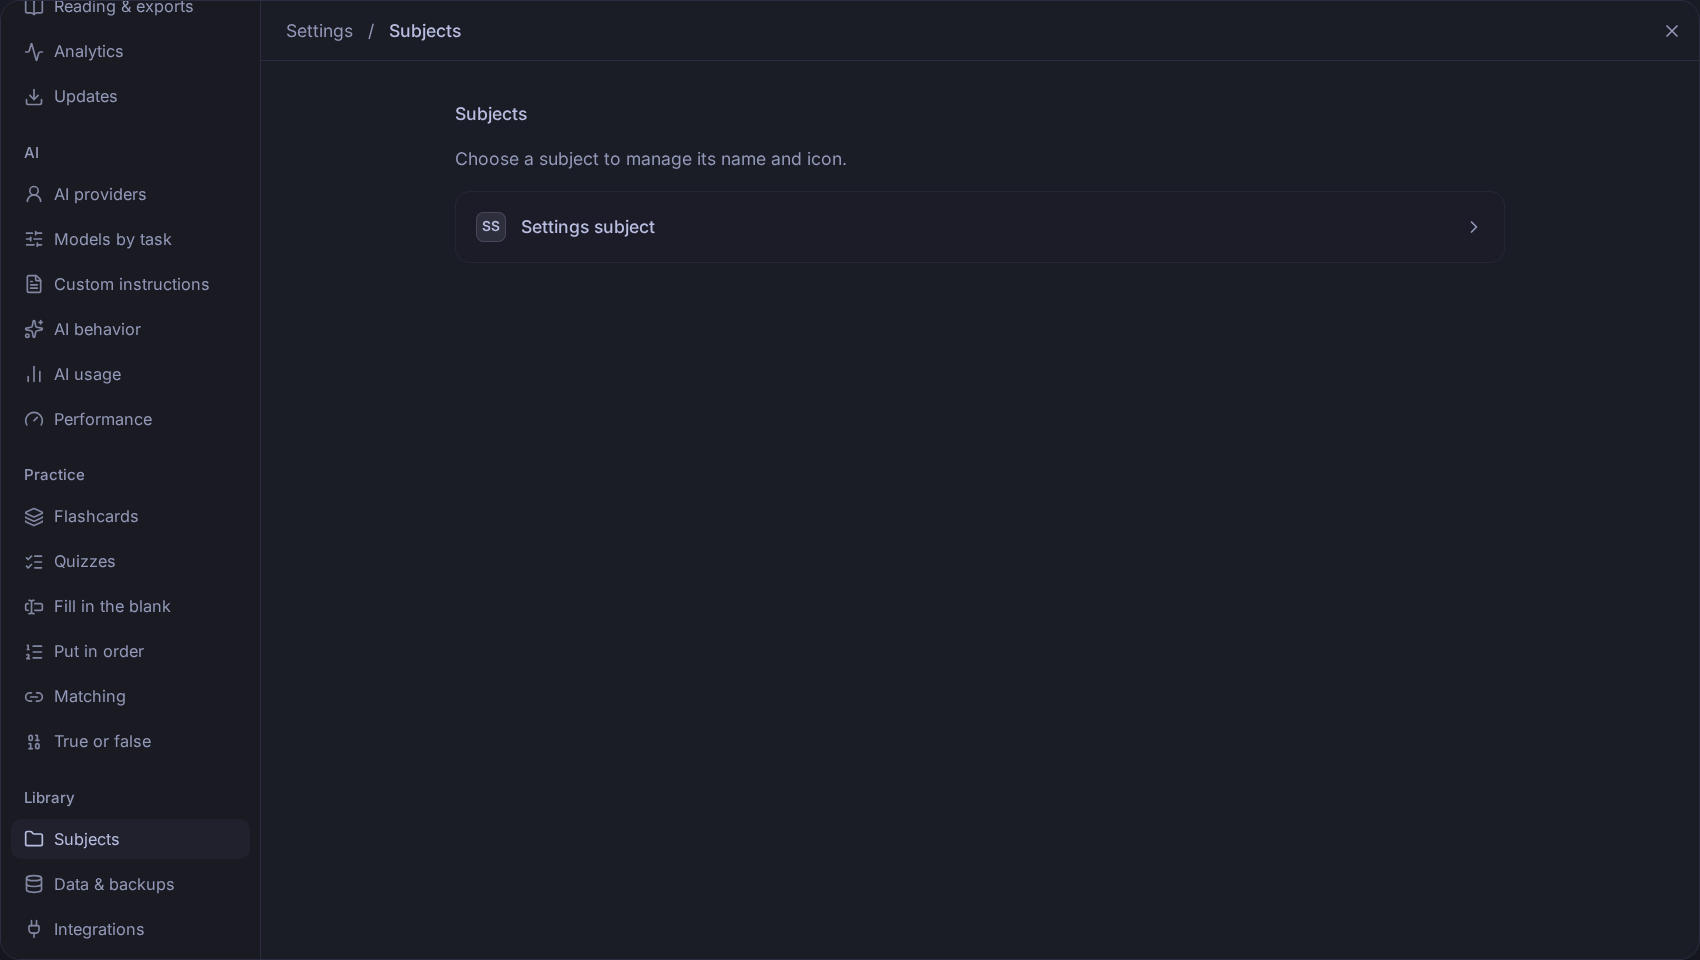 Reading & exports
Analytics
Updates
AI
AI providers
Models by task
Custom instructions
AI behavior
AI usage
Performance
Practice
Flashcards
Quizzes
Fill in the blank
Put in order
Matching
True or false
Library
Subjects
Data & backups
Integrations
Settings / Subjects
Subjects
Choose a subject to manage its name and icon.
SS Settings subject